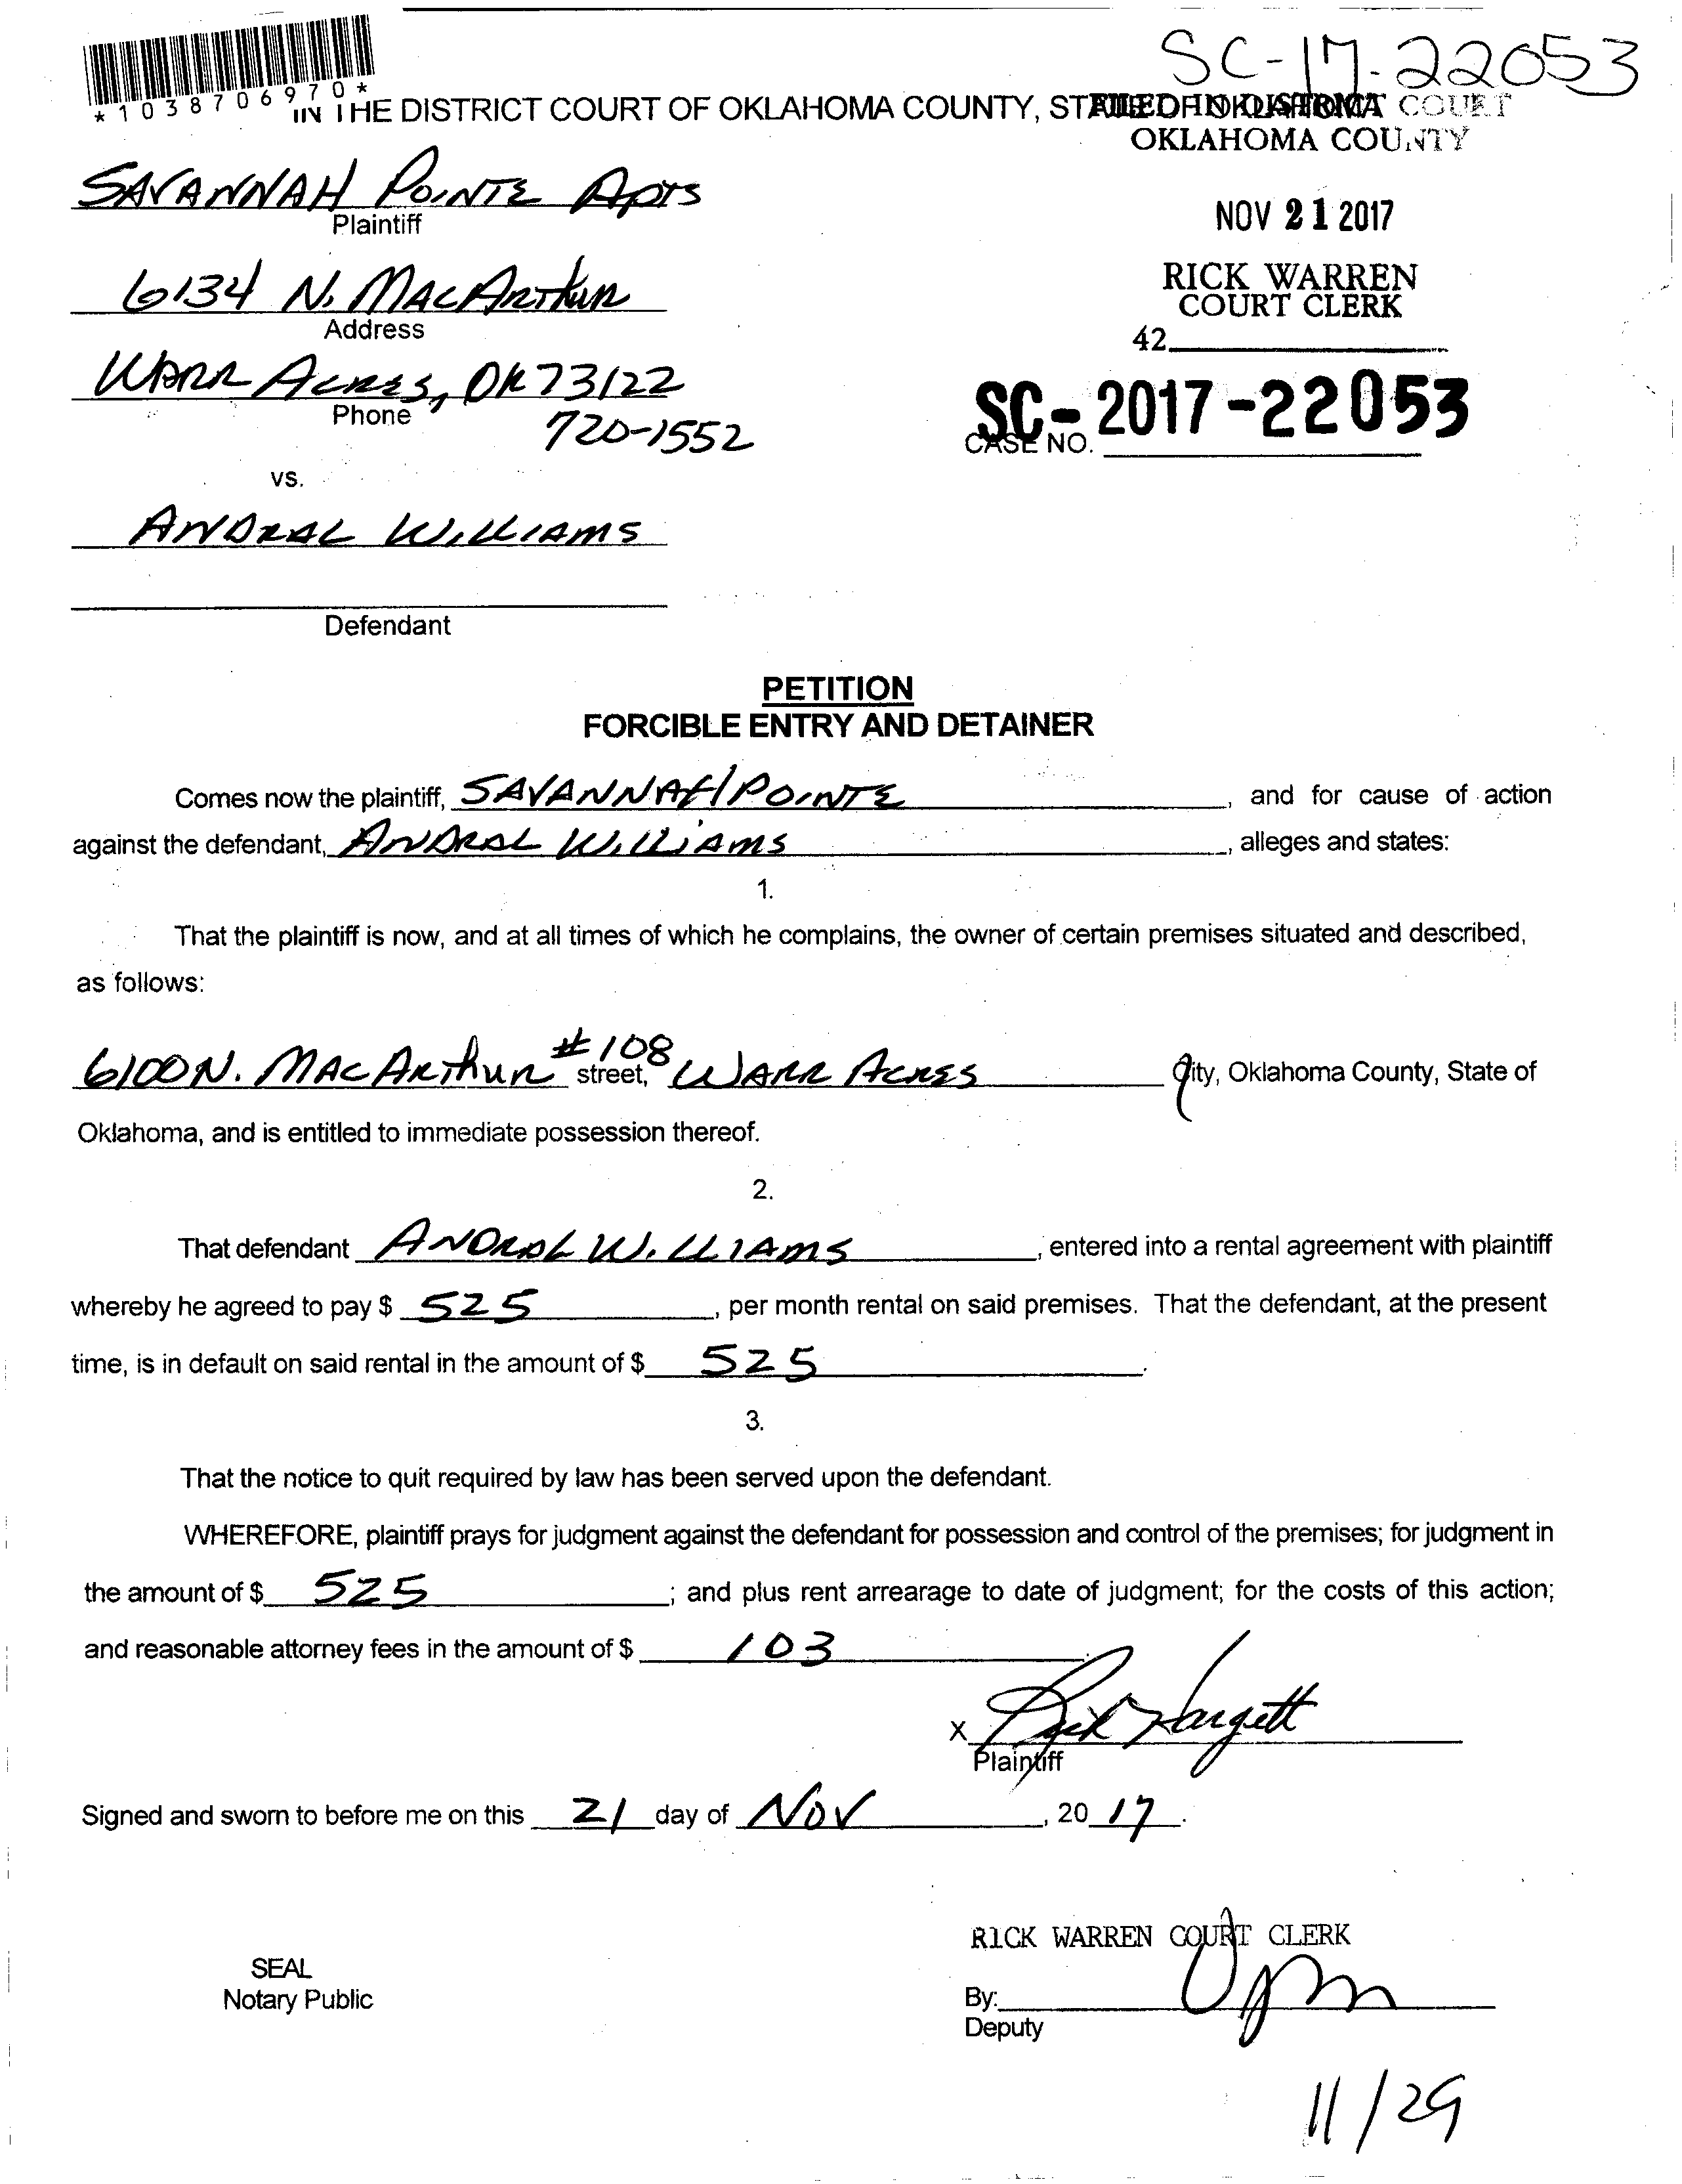 SC-17-22053
*1038706970*
IN THE DISTRICT COURT OF OKLAHOMA COUNTY, STATE OF OKLAHOMA
FILED IN DISTRICT COURT
OKLAHOMA COUNTY
SAVANNAH POINTE APTS
Plaintiff
NOV 21 2017
6134 N. MACARTHUR
Address
RICK WARREN
COURT CLERK
42
WARR ACRES, OK 73122
Phone
720-1552
SC-2017-22053
CASE NO.
vs.
ANDRAL WILLIAMS
Defendant
PETITION
FORCIBLE ENTRY AND DETAINER
Comes now the plaintiff, SAVANNAH POINTE, and for cause of action
against the defendant, ANDRAL WILLIAMS, alleges and states:
1.
That the plaintiff is now, and at all times of which he complains, the owner of certain premises situated and described,
as follows:
6100 N. MACARTHUR #108 street, WARR ACRES City, Oklahoma County, State of
Oklahoma, and is entitled to immediate possession thereof.
2.
That defendant ANDRAL WILLIAMS, entered into a rental agreement with plaintiff
whereby he agreed to pay $ 525, per month rental on said premises. That the defendant, at the present
time, is in default on said rental in the amount of $ 525.
3.
That the notice to quit required by law has been served upon the defendant.
WHEREFORE, plaintiff prays for judgment against the defendant for possession and control of the premises; for judgment in
the amount of $ 525; and plus rent arrearage to date of judgment; for the costs of this action;
and reasonable attorney fees in the amount of $ 103.
X Rick Hargett
Plaintiff
Signed and sworn to before me on this 21 day of NOV, 20 17.
RICK WARREN COURT CLERK
SEAL
Notary Public
By:
Deputy
11/29